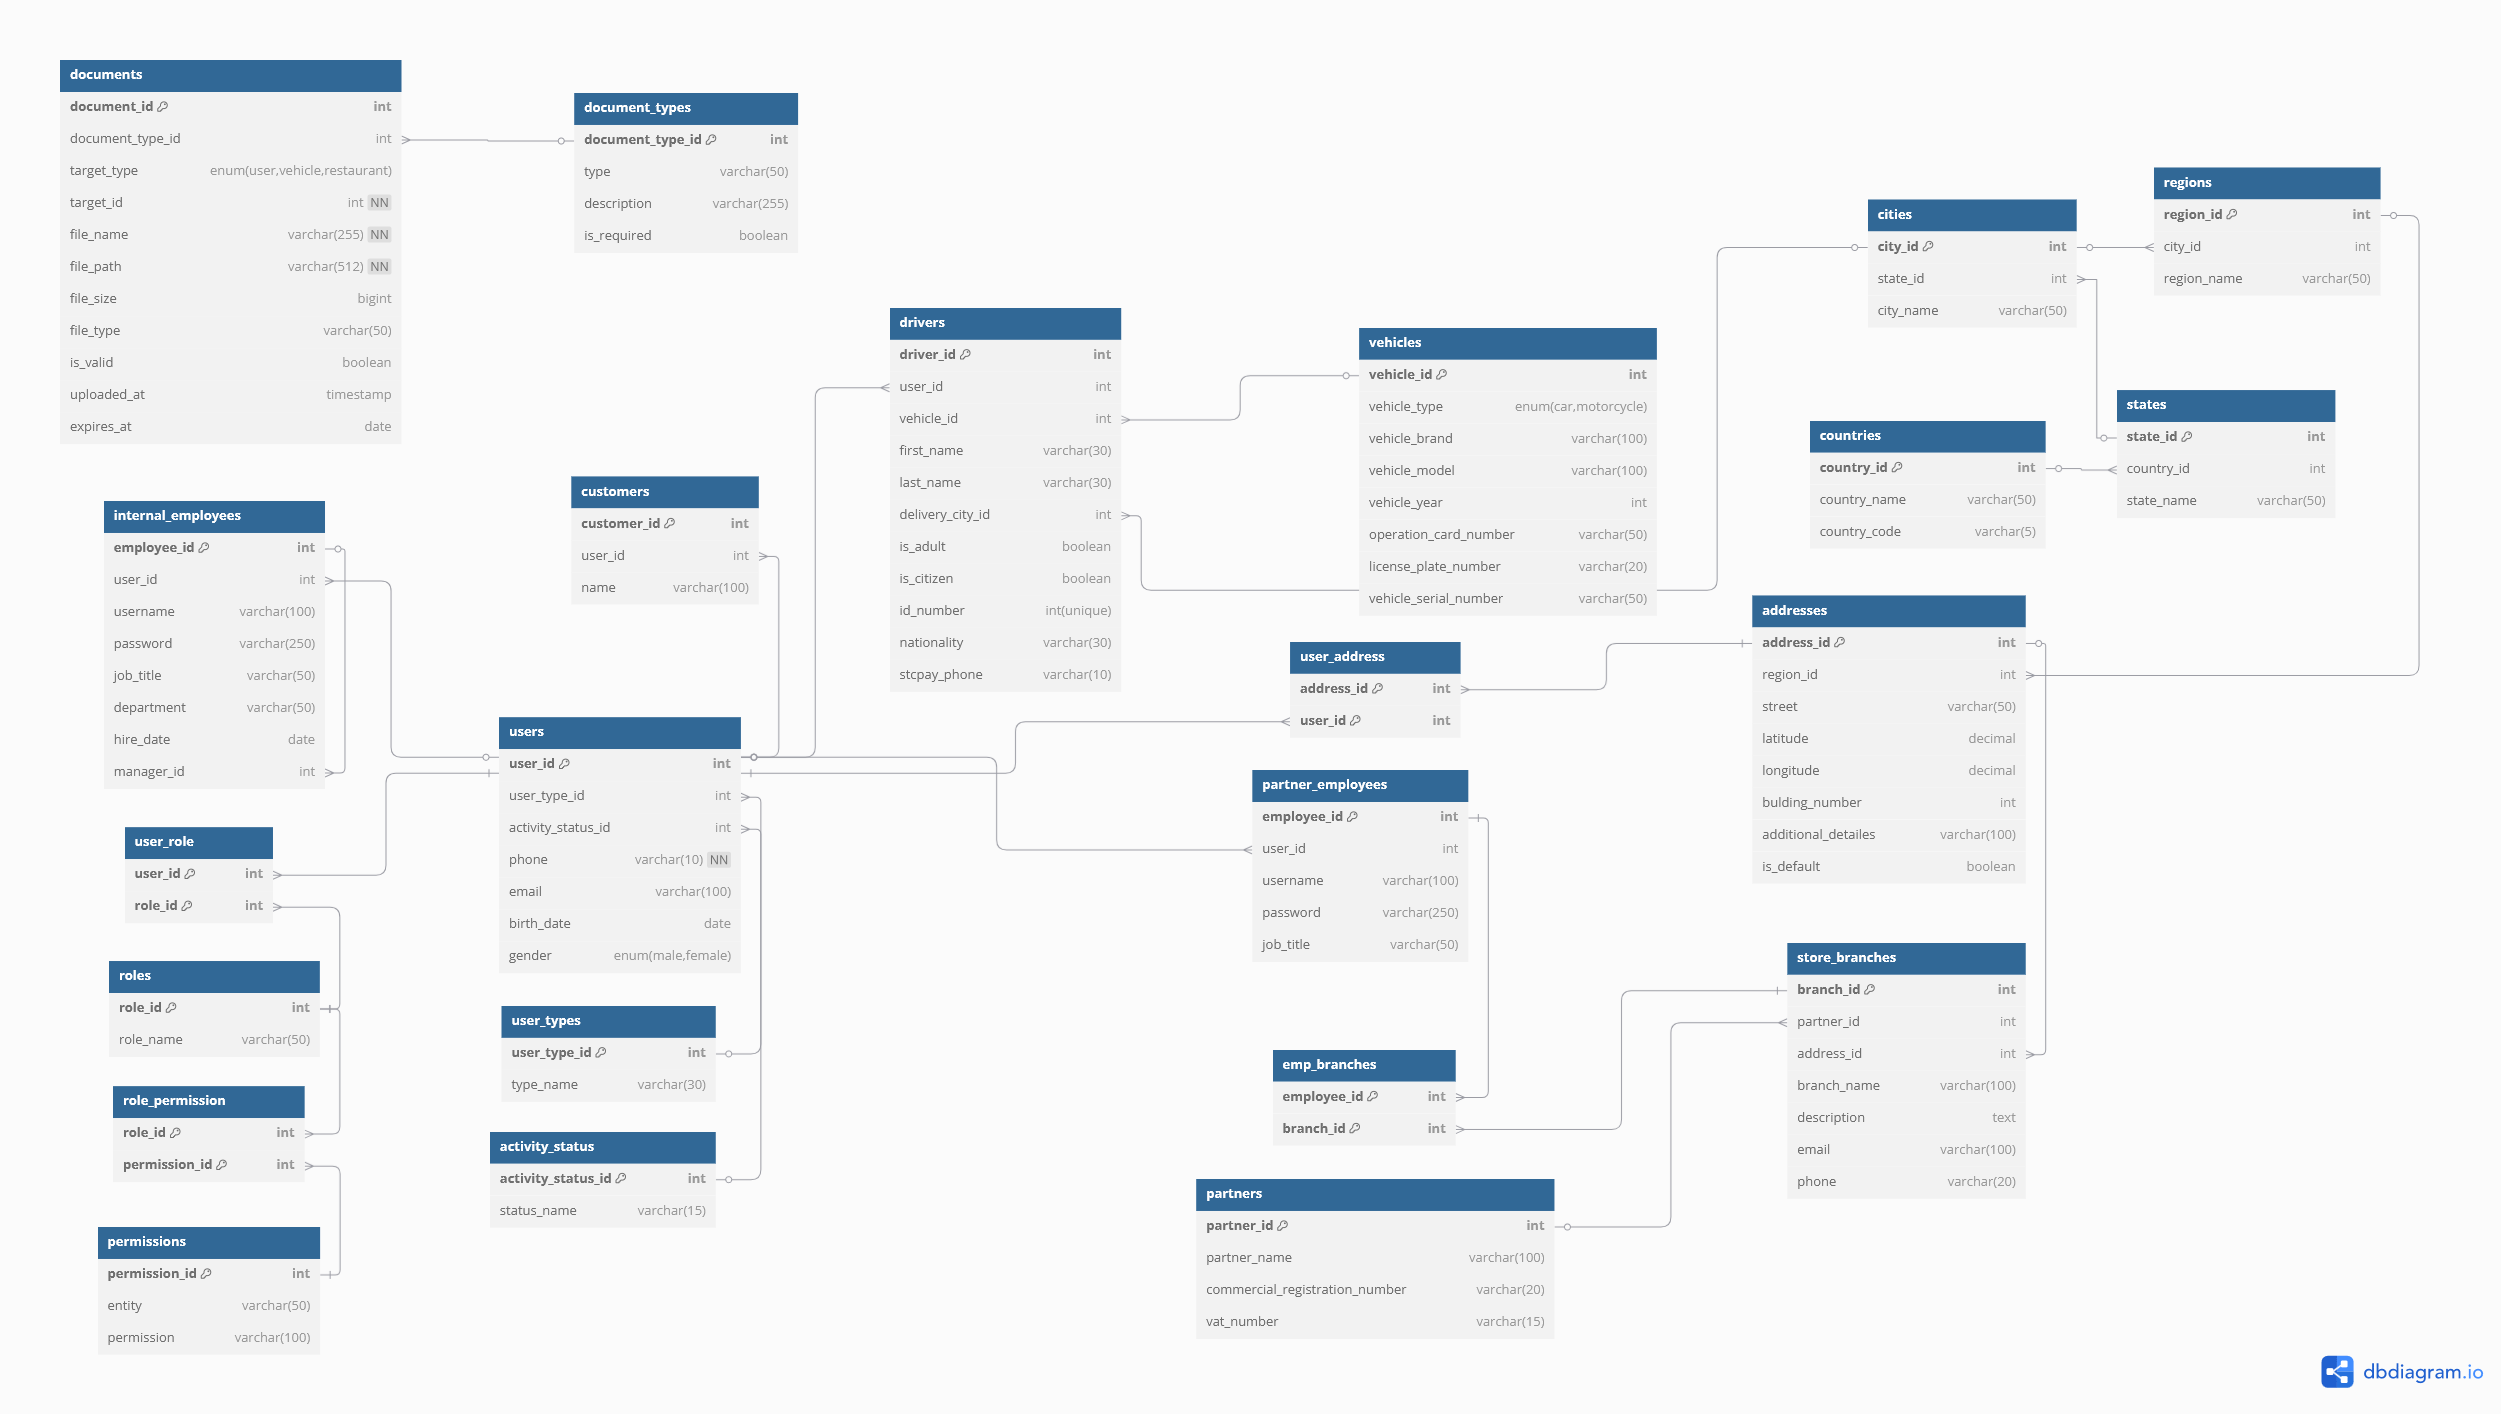 documents
document_id int
document_type_id int
target_type enum(user,vehicle,restaurant)
target_id int NN
file_name varchar(255) NN
file_path varchar(512) NN
file_size bigint
file_type varchar(50)
is_valid boolean
uploaded_at timestamp
expires_at date
document_types
document_type_id int
type varchar(50)
description varchar(255)
is_required boolean
regions
region_id int
city_id int
region_name varchar(50)
cities
city_id int
state_id int
city_name varchar(50)
drivers
driver_id int
user_id int
vehicle_id int
first_name varchar(30)
last_name varchar(30)
delivery_city_id int
is_adult boolean
is_citizen boolean
id_number int(unique)
nationality varchar(30)
stcpay_phone varchar(10)
vehicles
vehicle_id int
vehicle_type enum(car,motorcycle)
vehicle_brand varchar(100)
vehicle_model varchar(100)
vehicle_year int
operation_card_number varchar(50)
license_plate_number varchar(20)
vehicle_serial_number varchar(50)
states
state_id int
country_id int
state_name varchar(50)
countries
country_id int
country_name varchar(50)
country_code varchar(5)
customers
customer_id int
user_id int
name varchar(100)
internal_employees
employee_id int
user_id int
username varchar(100)
password varchar(250)
job_title varchar(50)
department varchar(50)
hire_date date
manager_id int
addresses
address_id int
region_id int
street varchar(50)
latitude decimal
longitude decimal
bulding_number int
additional_detailes varchar(100)
is_default boolean
user_address
address_id int
user_id int
users
user_id int
user_type_id int
activity_status_id int
phone varchar(10) NN
email varchar(100)
birth_date date
gender enum(male,female)
partner_employees
employee_id int
user_id int
username varchar(100)
password varchar(250)
job_title varchar(50)
user_role
user_id int
role_id int
store_branches
branch_id int
partner_id int
address_id int
branch_name varchar(100)
description text
email varchar(100)
phone varchar(20)
roles
role_id int
role_name varchar(50)
user_types
user_type_id int
type_name varchar(30)
emp_branches
employee_id int
branch_id int
role_permission
role_id int
permission_id int
activity_status
activity_status_id int
status_name varchar(15)
partners
partner_id int
partner_name varchar(100)
commercial_registration_number varchar(20)
vat_number varchar(15)
permissions
permission_id int
entity varchar(50)
permission varchar(100)
dbdiagram.io